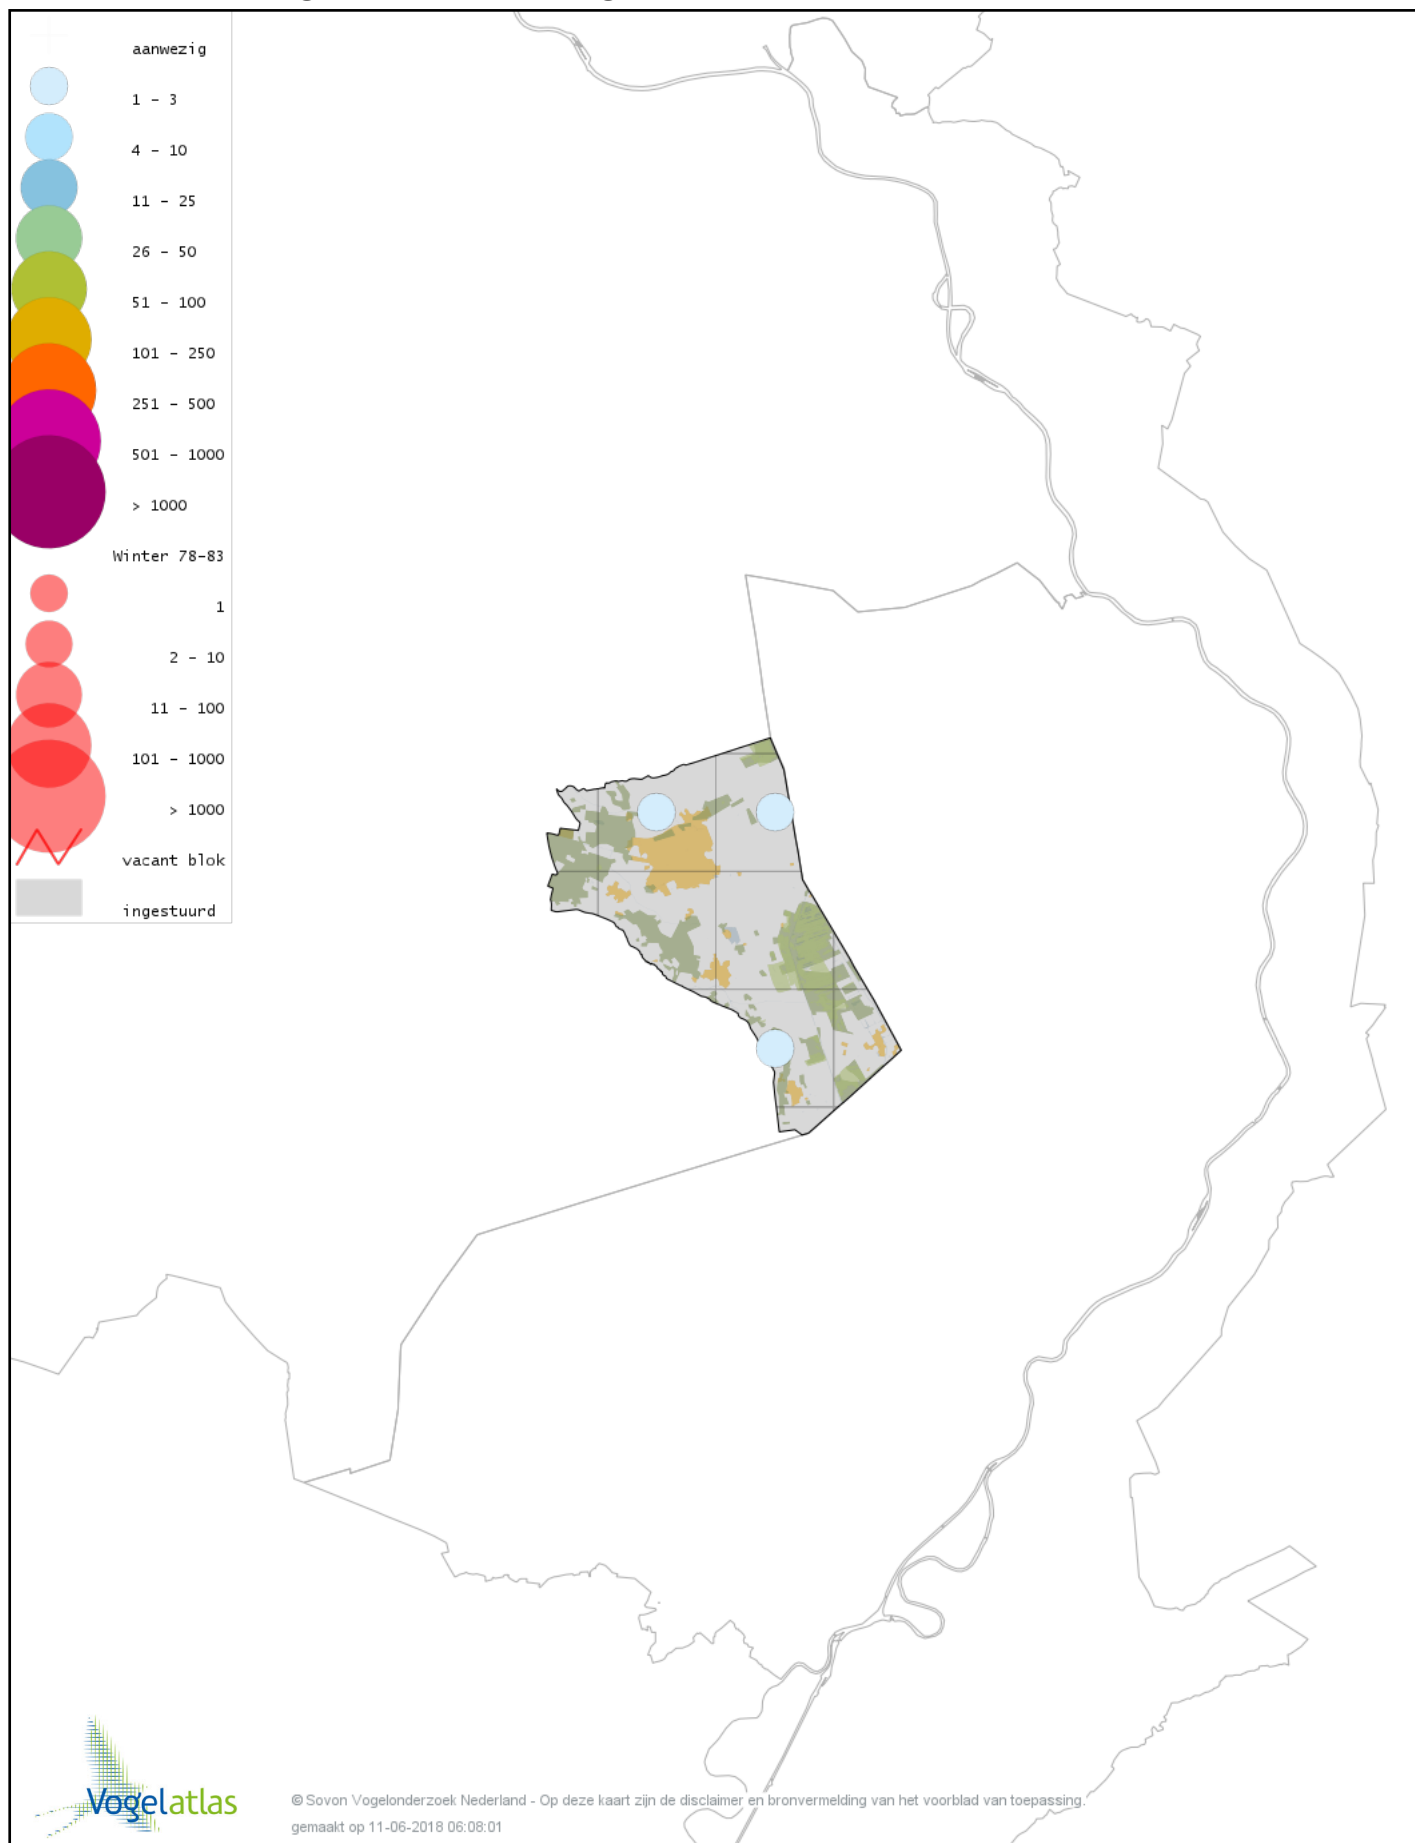 aanwezig
1 - 3
4 - 10
11 - 25
26 - 50
51 - 100
101 - 250
251 - 500
501 - 1000
> 1000
Winter 78-83
1
2 - 10
11 - 100
101 - 1000
> 1000
vacant blok
ingestuurd
Vogelatlas
© Sovon Vogelonderzoek Nederland - Op deze kaart zijn de disclaimer en bronvermelding van het voorblad van toepassing.
gemaakt op 11-06-2018 06:08:01